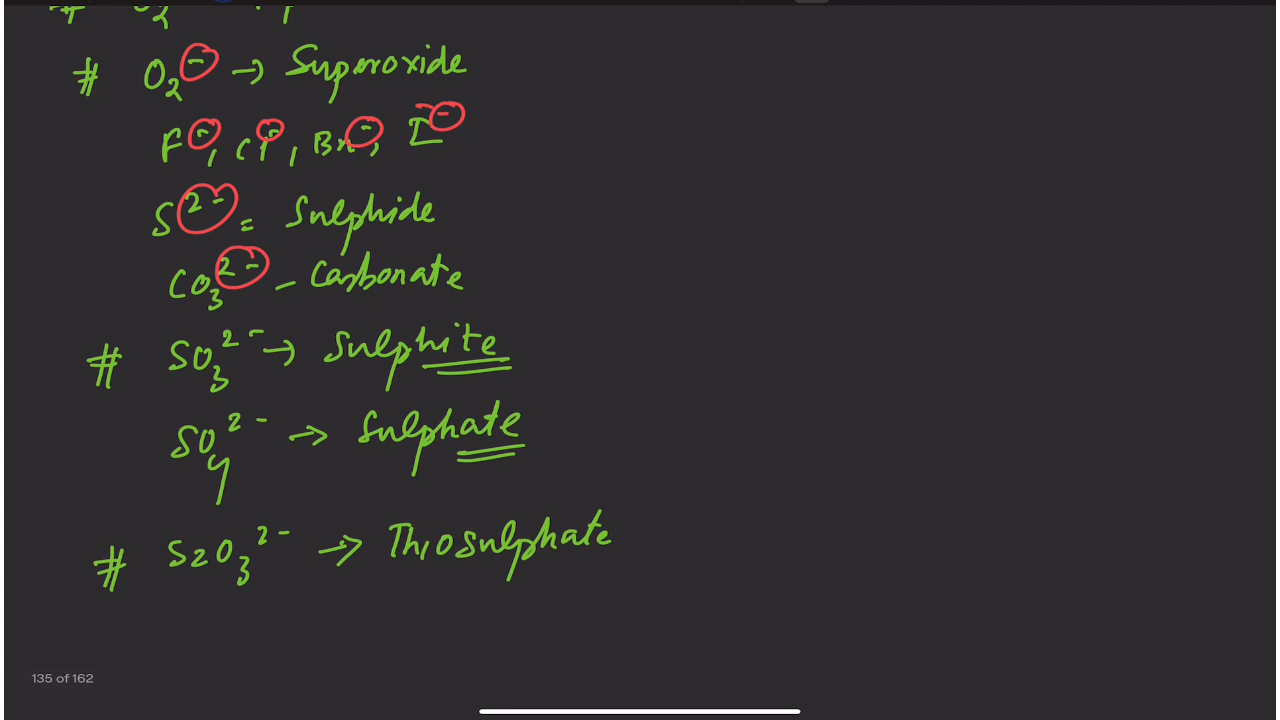 # O₂⁻ → Superoxide
F⁻, Cl⁻, Br⁻, I⁻
S²⁻ = Sulphide
CO₃²⁻ – Carbonate
# SO₃²⁻ → Sulphite
SO₄²⁻ → Sulphate
# S₂O₃²⁻ → Thiosulphate
135 of 162